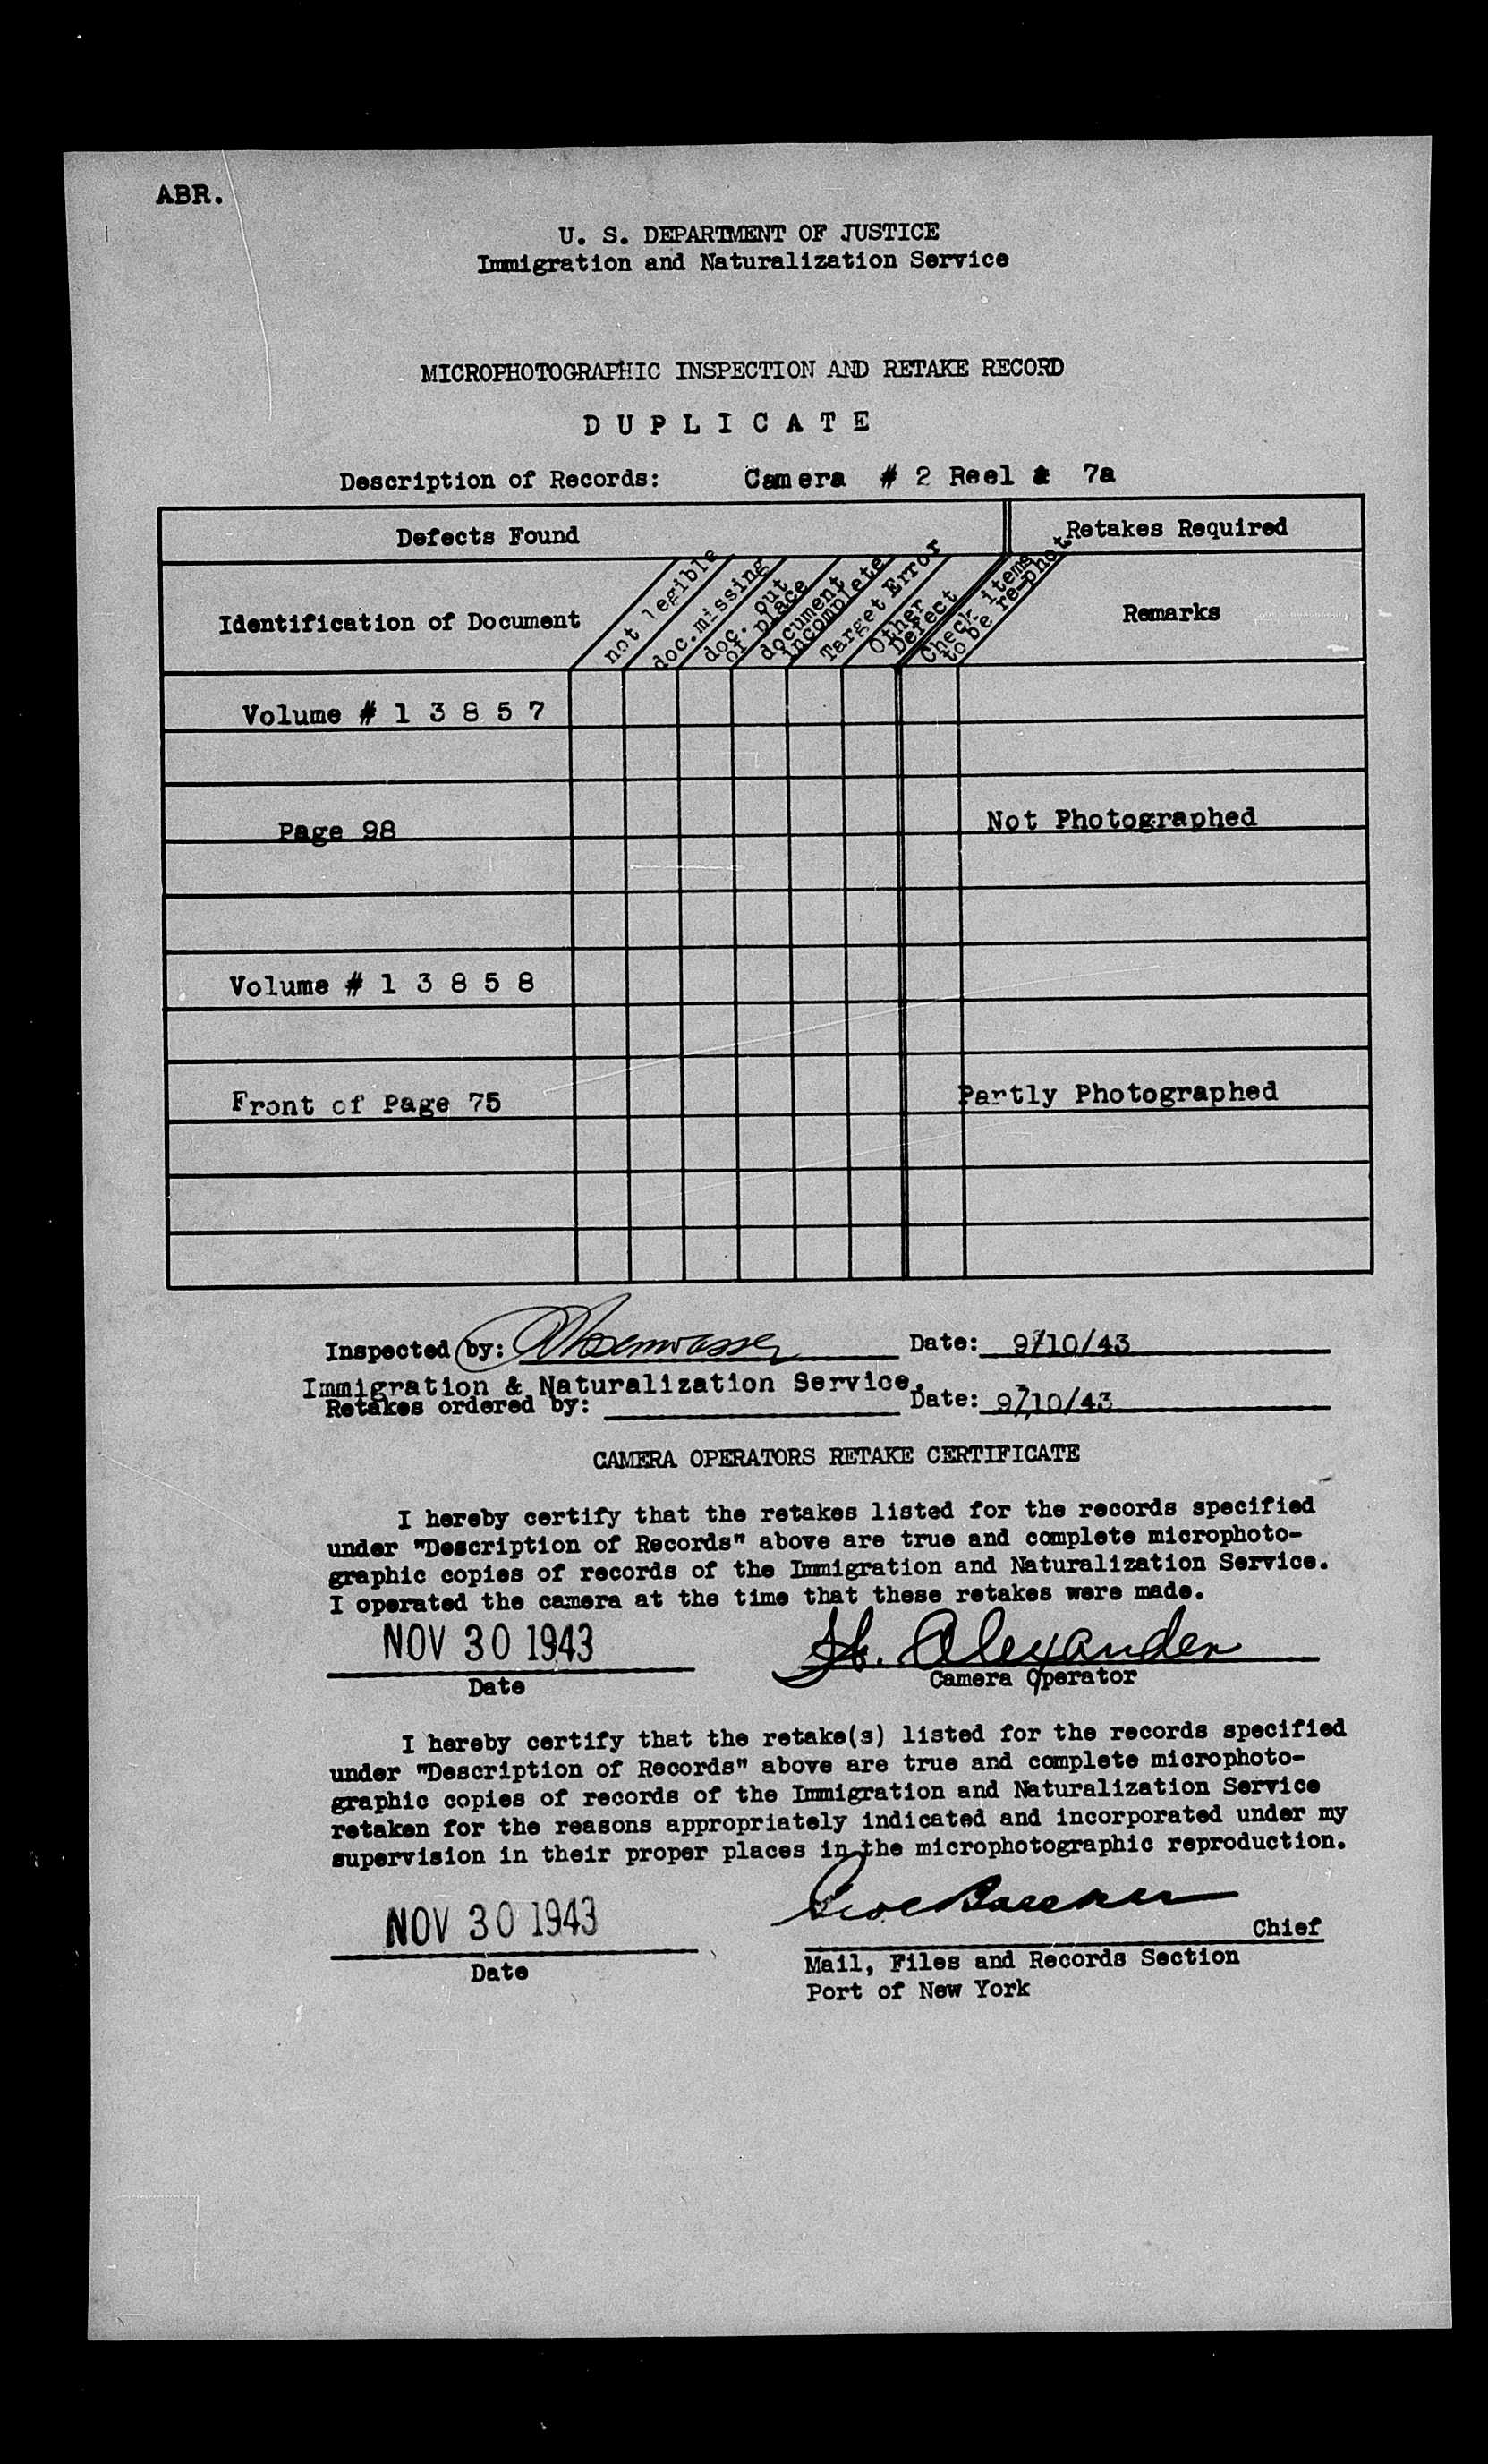 ABR.
U. S. DEPARTMENT OF JUSTICE
Immigration and Naturalization Service
MICROPHOTOGRAPHIC INSPECTION AND RETAKE RECORD
D U P L I C A T E
Description of Records: Camera # 2 Reel # 7a
Defects Found
Retakes Required
Identification of Document
not legible
doc.missing
doc. out
of place
document
incomplete
Target Error
Other
Defect
Check items
to be re-phot.
Remarks
Volume # 1 3 8 5 7
Page 98 Not Photographed
Volume # 1 3 8 5 8
Front of Page 75 Partly Photographed
Inspected by: Date: 9/10/43
Immigration & Naturalization Service.
Retakes ordered by: Date: 9/10/43
CAMERA OPERATORS RETAKE CERTIFICATE
I hereby certify that the retakes listed for the records specified
under "Description of Records" above are true and complete microphoto-
graphic copies of records of the Immigration and Naturalization Service.
I operated the camera at the time that these retakes were made.
NOV 30 1943 H. Alexander
Date Camera Operator
I hereby certify that the retake(s) listed for the records specified
under "Description of Records" above are true and complete microphoto-
graphic copies of records of the Immigration and Naturalization Service
retaken for the reasons appropriately indicated and incorporated under my
supervision in their proper places in the microphotographic reproduction.
NOV 30 1943
Chief
Date Mail, Files and Records Section
Port of New York